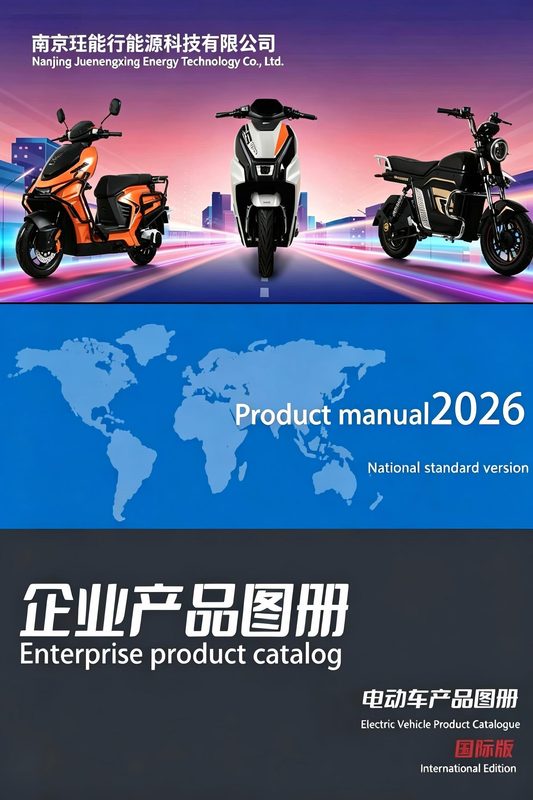 南京玨能行能源科技有限公司
Nanjing Juenengxing Energy Technology Co., Ltd.
Product manual2026
National standard version
企业产品图册
Enterprise product catalog
电动车产品图册
Electric Vehicle Product Catalogue
国际版
International Edition